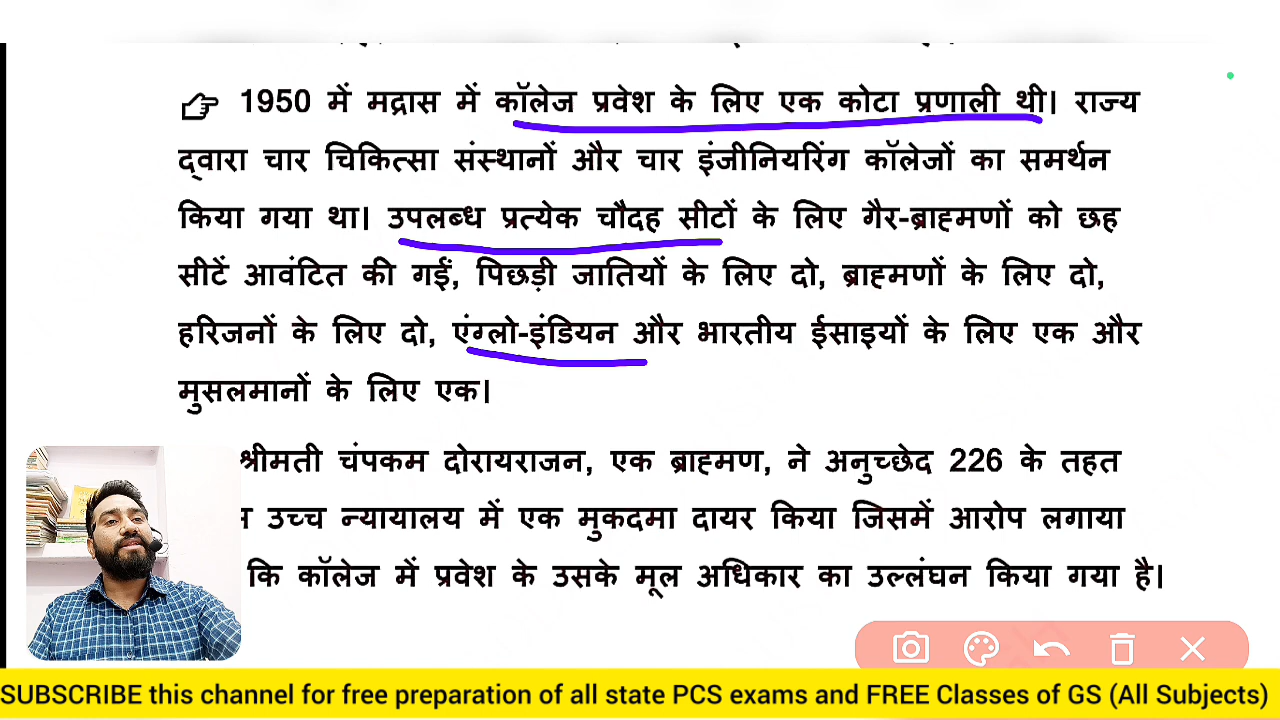 1950 में मद्रास में कॉलेज प्रवेश के लिए एक कोटा प्रणाली थी। राज्य
द्वारा चार चिकित्सा संस्थानों और चार इंजीनियरिंग कॉलेजों का समर्थन
किया गया था। उपलब्ध प्रत्येक चौदह सीटों के लिए गैर-ब्राह्मणों को छह
सीटें आवंटित की गईं, पिछड़ी जातियों के लिए दो, ब्राह्मणों के लिए दो,
हरिजनों के लिए दो, एंग्लो-इंडियन और भारतीय ईसाइयों के लिए एक और
मुसलमानों के लिए एक।
श्रीमती चंपकम दोरायराजन, एक ब्राह्मण, ने अनुच्छेद 226 के तहत
उच्च न्यायालय में एक मुकदमा दायर किया जिसमें आरोप लगाया
कि कॉलेज में प्रवेश के उसके मूल अधिकार का उल्लंघन किया गया है।
SUBSCRIBE this channel for free preparation of all state PCS exams and FREE Classes of GS (All Subjects)